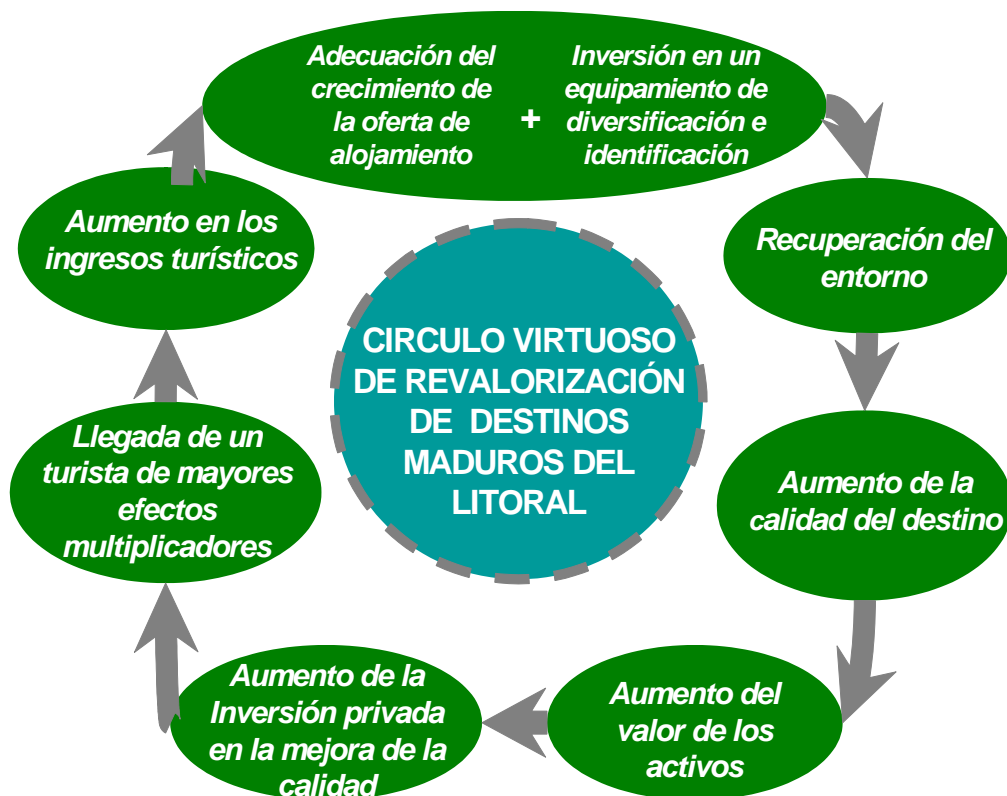 Adecuación del
crecimiento de
la oferta de
alojamiento
+
Inversión en un
equipamiento de
diversificación e
identificación
Recuperación del
entorno
Aumento de la
calidad del destino
Aumento del
valor de los
activos
Aumento de la
Inversión privada
en la mejora de la
calidad
Llegada de un
turista de mayores
efectos
multiplicadores
Aumento en los
ingresos turísticos
CIRCULO VIRTUOSO
DE REVALORIZACIÓN
DE DESTINOS
MADUROS DEL
LITORAL